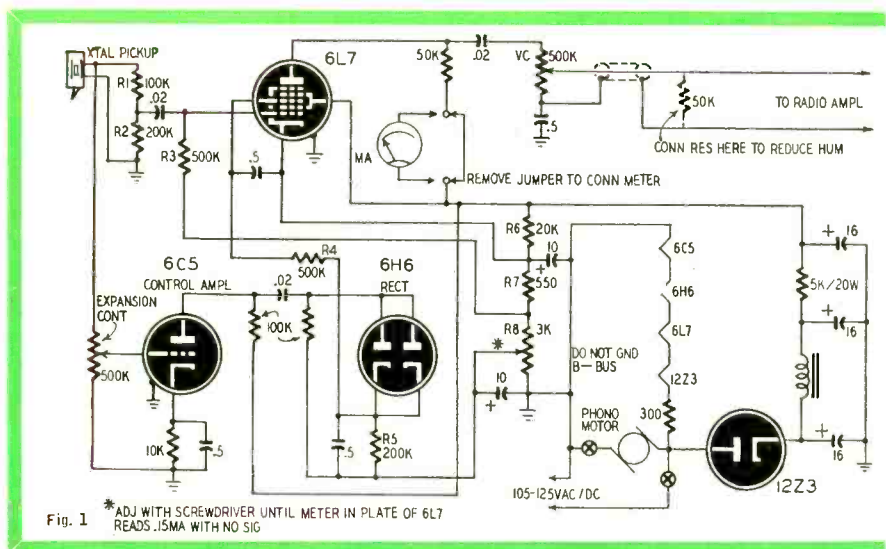 XTAL PICKUP
R1
100K
.02
R2
200K
R3
500K
6L7
.5
50K
.02
VC
500K
.5
50K
TO RADIO AMPL
CONN RES HERE TO REDUCE HUM
MA
REMOVE JUMPER TO CONN METER
R4
500K
6C5
CONTROL AMPL
.02
6H6
RECT
EXPANSION
CONT
500K
100K
10K
.5
.5
R5
200K
R6
20K
10
+
R7
550
R8
3K
*
10
+
6C5
6H6
6L7
12Z3
300
DO NOT GND
B— BUS
PHONO
MOTOR
105-125VAC/DC
+
16
5K/20W
+
16
+
16
12Z3
Fig. 1
*ADJ WITH SCREWDRIVER UNTIL METER IN PLATE OF 6L7
READS .15MA WITH NO SIG